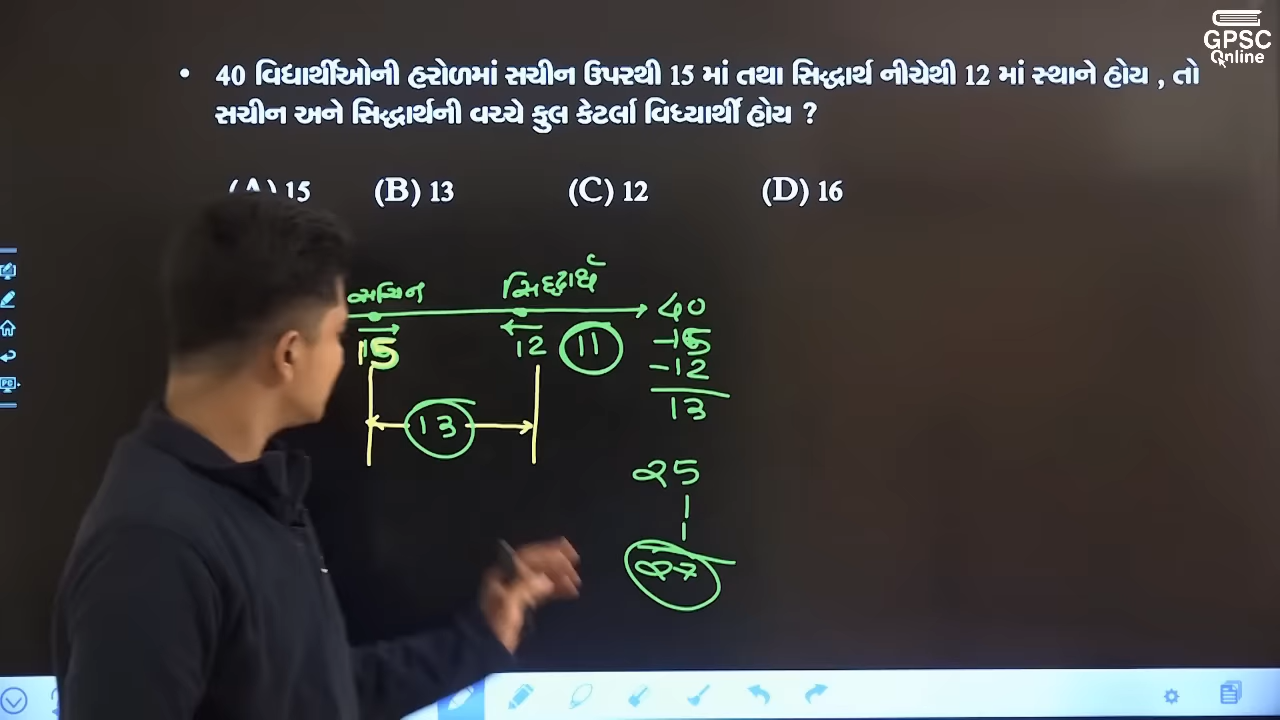 GPSC
Online
• 40 વિદ્યાર્થીઓની હરોળમાં સચીન ઉપરથી 15 માં તથા સિદ્ધાર્થ નીચેથી 12 માં સ્થાને હોય , તો
સચીન અને સિદ્ધાર્થની વચ્ચે કુલ કેટલાં વિધ્યાર્થી હોય ?
(A) 15 (B) 13 (C) 12 (D) 16
સચિન સિદ્ધાર્થ
15 12 11
13
40
-15
-12
13
25
1
1